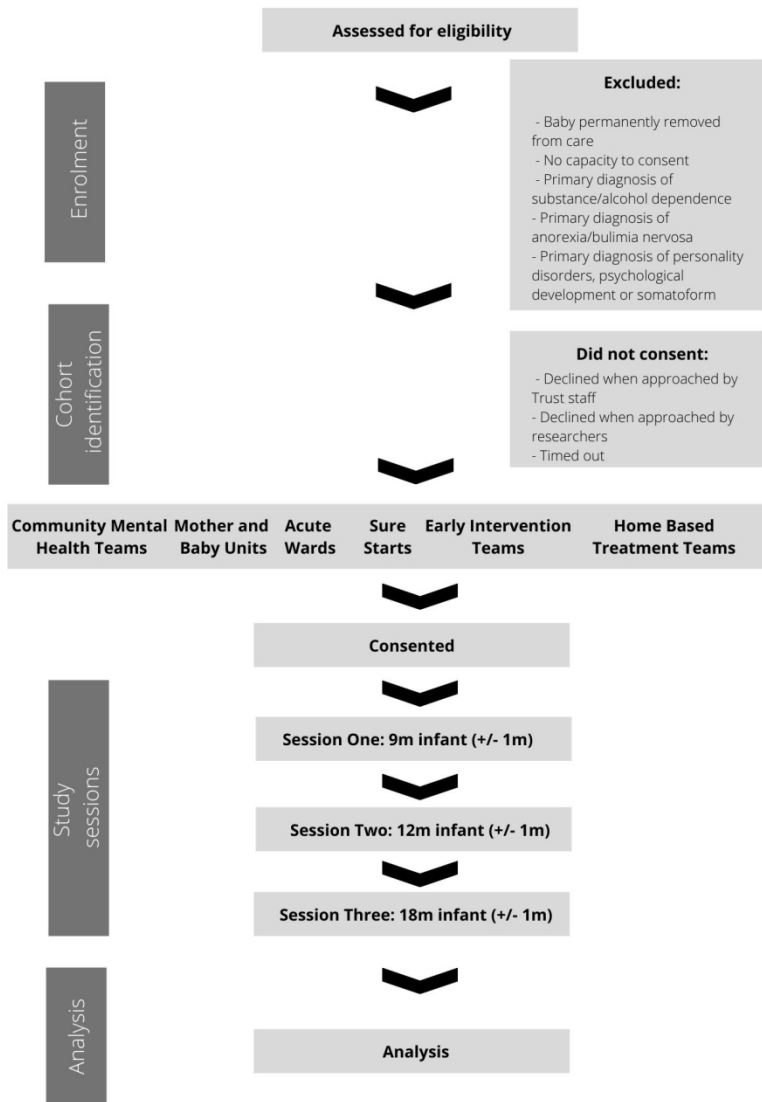 Assessed for eligibility
Enrolment
Excluded:
- Baby permanently removed
from care
- No capacity to consent
- Primary diagnosis of
substance/alcohol dependence
- Primary diagnosis of
anorexia/bulimia nervosa
- Primary diagnosis of personality
disorders, psychological
development or somatoform
Cohort
identification
Did not consent:
- Declined when approached by
Trust staff
- Declined when approached by
researchers
- Timed out
Community Mental
Health Teams
Mother and
Baby Units
Acute
Wards
Sure
Starts
Early Intervention
Teams
Home Based
Treatment Teams
Consented
Study
sessions
Session One: 9m infant (+/- 1m)
Session Two: 12m infant (+/- 1m)
Session Three: 18m infant (+/- 1m)
Analysis
Analysis